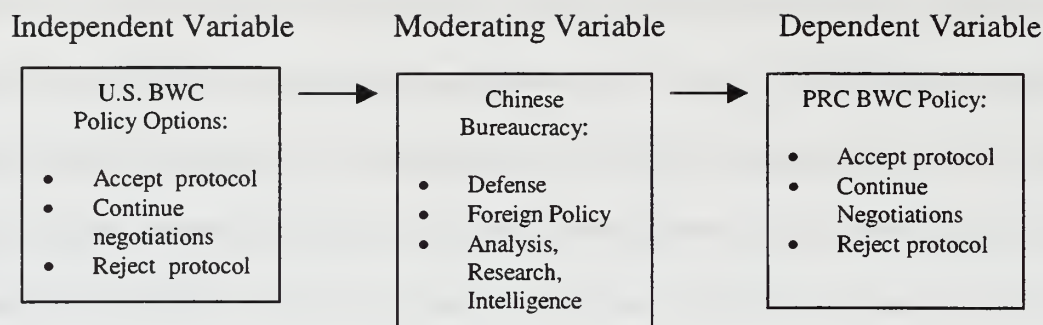 Independent Variable
Moderating Variable
Dependent Variable
U.S. BWC
Policy Options:
• Accept protocol
• Continue
negotiations
• Reject protocol
Chinese
Bureaucracy:
• Defense
• Foreign Policy
• Analysis,
Research,
Intelligence
PRC BWC Policy:
• Accept protocol
• Continue
Negotiations
• Reject protocol